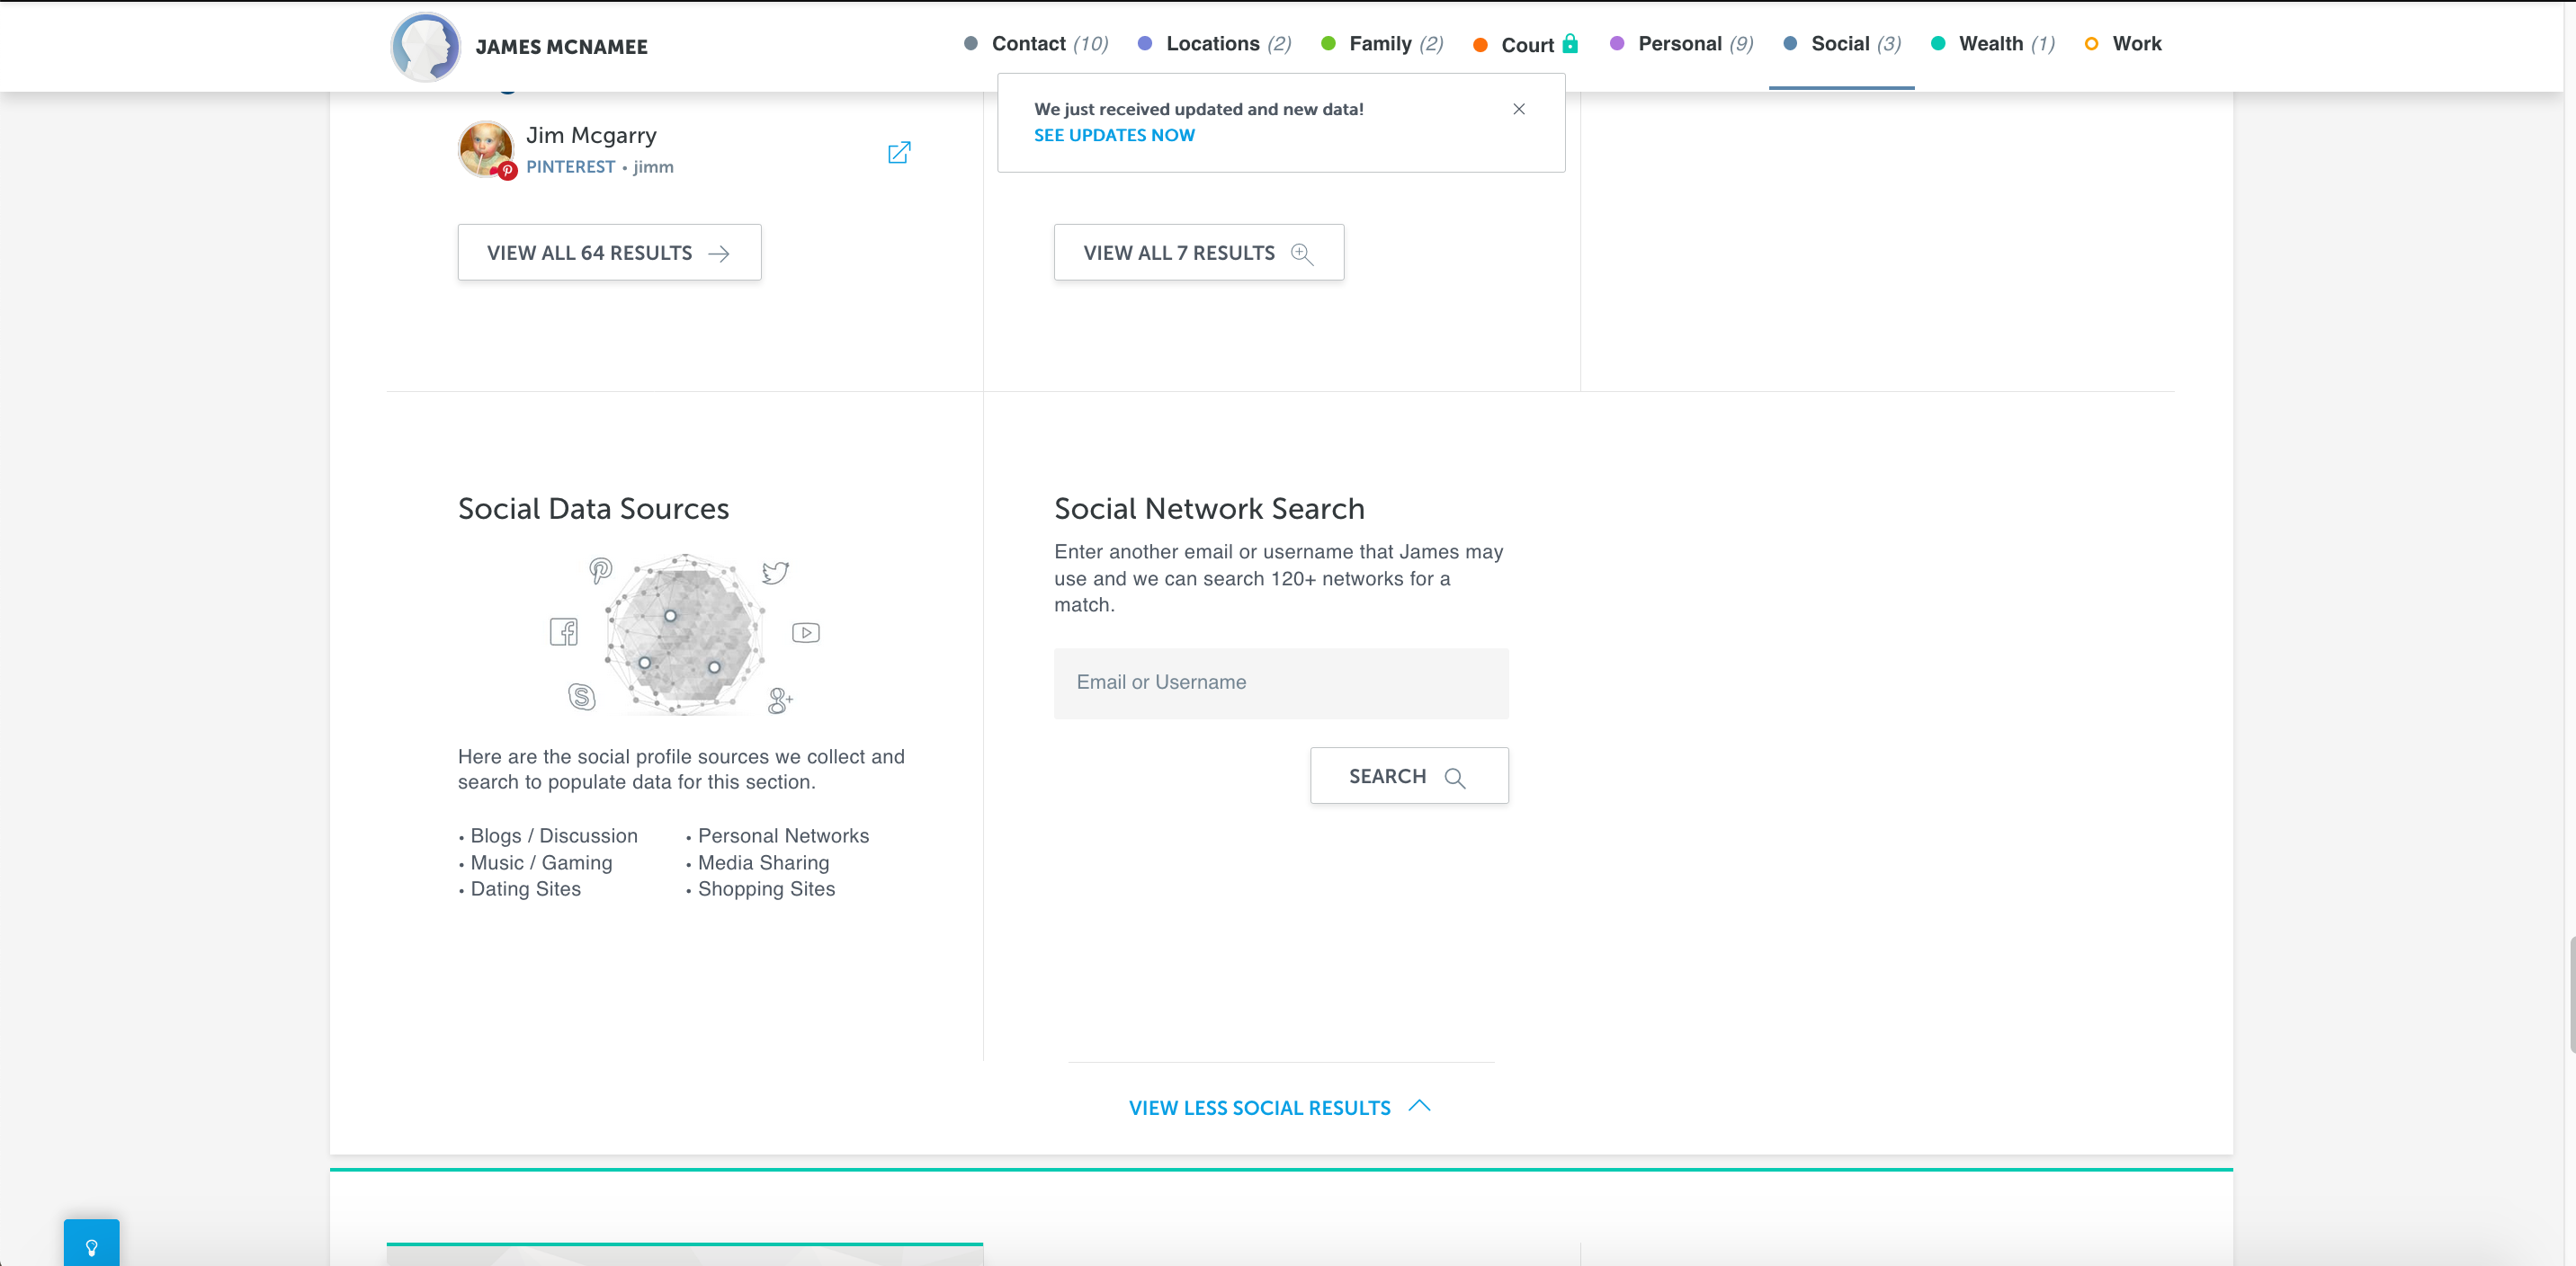 JAMES MCNAMEE
Contact (10)
Locations (2)
Family (2)
Court
Personal (9)
Social (3)
Wealth (1)
Work
We just received updated and new data!
SEE UPDATES NOW
Jim Mcgarry
PINTEREST • jimm
VIEW ALL 64 RESULTS
VIEW ALL 7 RESULTS
Social Data Sources
Here are the social profile sources we collect and
search to populate data for this section.
• Blogs / Discussion
• Music / Gaming
• Dating Sites
• Personal Networks
• Media Sharing
• Shopping Sites
Social Network Search
Enter another email or username that James may
use and we can search 120+ networks for a
match.
Email or Username
SEARCH
VIEW LESS SOCIAL RESULTS